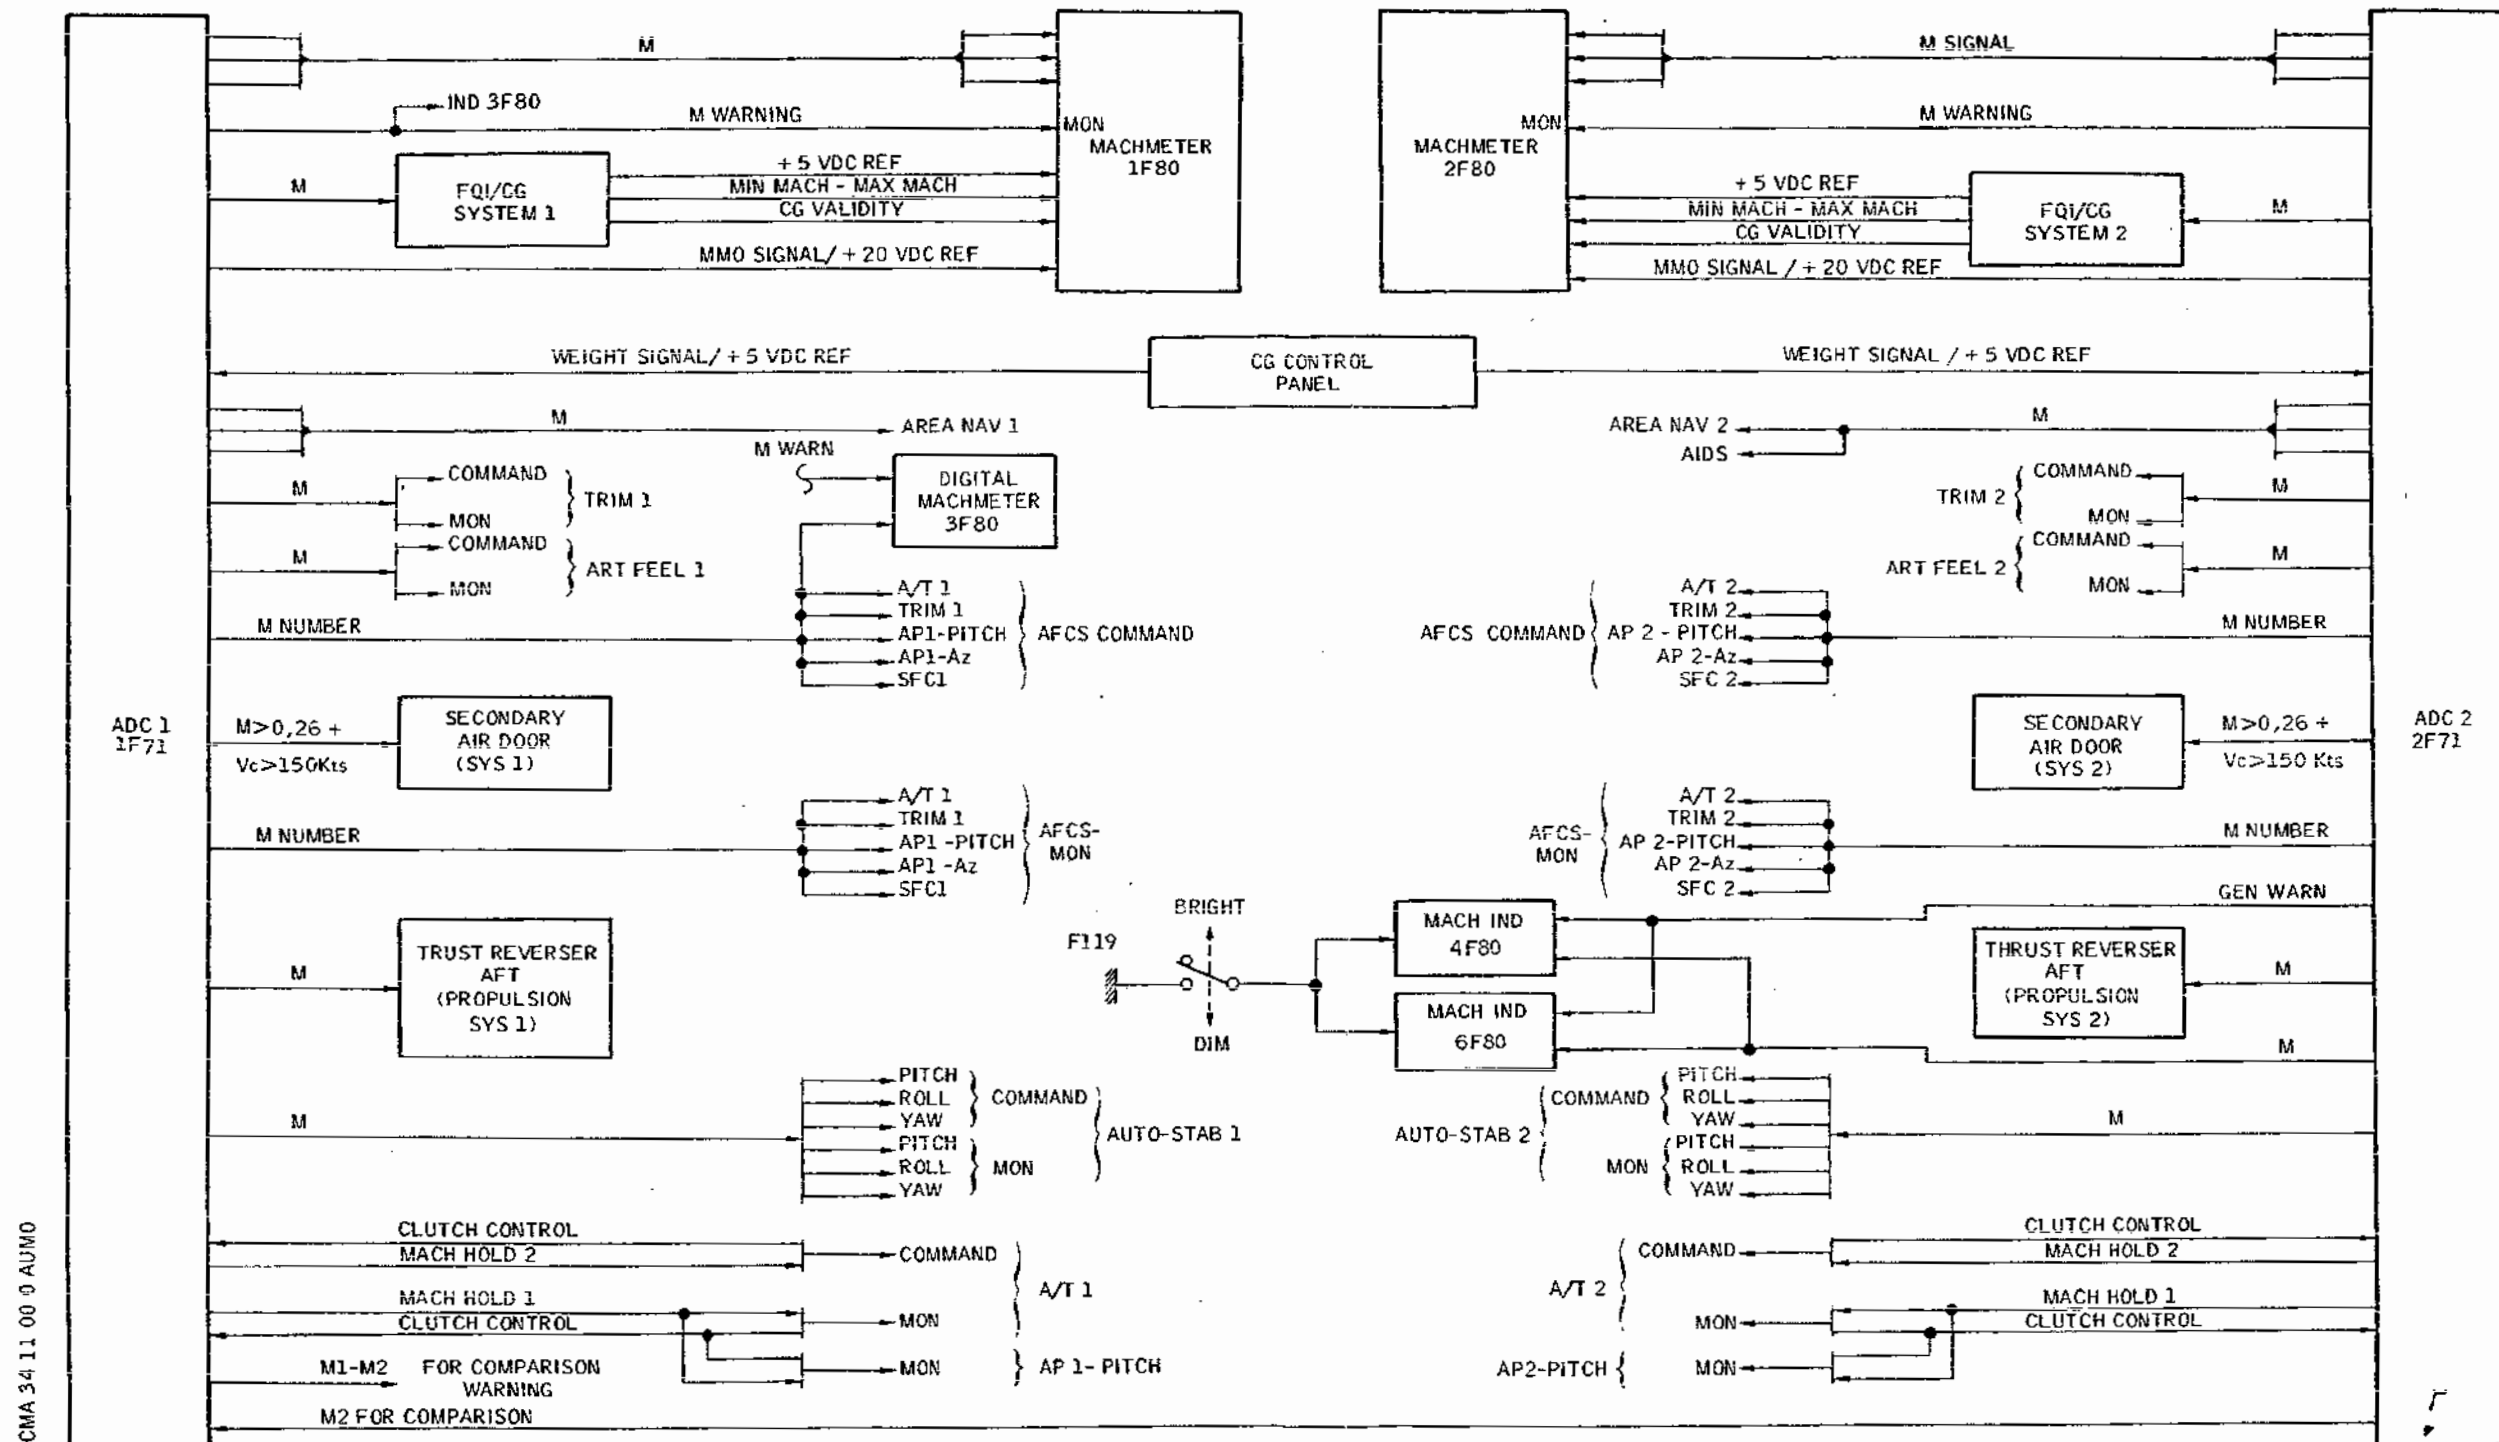 M
M SIGNAL
IND 3F80
M WARNING
M WARNING
MON
MACHMETER
1F80
MON
MACHMETER
2F80
M
FQI/CG
SYSTEM 1
+ 5 VDC REF
MIN MACH - MAX MACH
CG VALIDITY
+ 5 VDC REF
MIN MACH - MAX MACH
CG VALIDITY
FQI/CG
SYSTEM 2
M
MMO SIGNAL/ + 20 VDC REF
MMO SIGNAL / + 20 VDC REF
WEIGHT SIGNAL/ + 5 VDC REF
CG CONTROL
PANEL
WEIGHT SIGNAL / + 5 VDC REF
M
AREA NAV 1
AREA NAV 2
M
AIDS
M WARN
DIGITAL
MACHMETER
3F80
M
COMMAND
MON
TRIM 1
M
COMMAND
MON
ART FEEL 1
TRIM 2
COMMAND
MON
M
ART FEEL 2
COMMAND
MON
M
M NUMBER
A/T 1
TRIM 1
AP1-PITCH
AP1-Az
SFC1
AFCS COMMAND
AFCS COMMAND
A/T 2
TRIM 2
AP 2 - PITCH
AP 2-Az
SFC 2
M NUMBER
ADC 1
1F71
M>0,26 +
Vc>150Kts
SECONDARY
AIR DOOR
(SYS 1)
SECONDARY
AIR DOOR
(SYS 2)
M>0,26 +
Vc>150 Kts
ADC 2
2F71
M NUMBER
A/T 1
TRIM 1
AP1 -PITCH
AP1 -Az
SFC1
AFCS-
MON
AFCS-
MON
A/T 2
TRIM 2
AP 2-PITCH
AP 2-Az
SFC 2
M NUMBER
GEN WARN
M
TRUST REVERSER
AFT
(PROPULSION
SYS 1)
F119
BRIGHT
DIM
MACH IND
4F80
MACH IND
6F80
THRUST REVERSER
AFT
(PROPULSION
SYS 2)
M
M
M
PITCH
ROLL
YAW
COMMAND
PITCH
ROLL
YAW
MON
AUTO-STAB 1
AUTO-STAB 2
COMMAND
PITCH
ROLL
YAW
MON
PITCH
ROLL
YAW
M
CLUTCH CONTROL
MACH HOLD 2
COMMAND
MACH HOLD 1
CLUTCH CONTROL
MON
A/T 1
M1-M2 FOR COMPARISON
WARNING
MON
AP 1- PITCH
M2 FOR COMPARISON
A/T 2
COMMAND
CLUTCH CONTROL
MACH HOLD 2
MON
MACH HOLD 1
CLUTCH CONTROL
AP2-PITCH
MON
CMA 34 11 00 0 AUM0